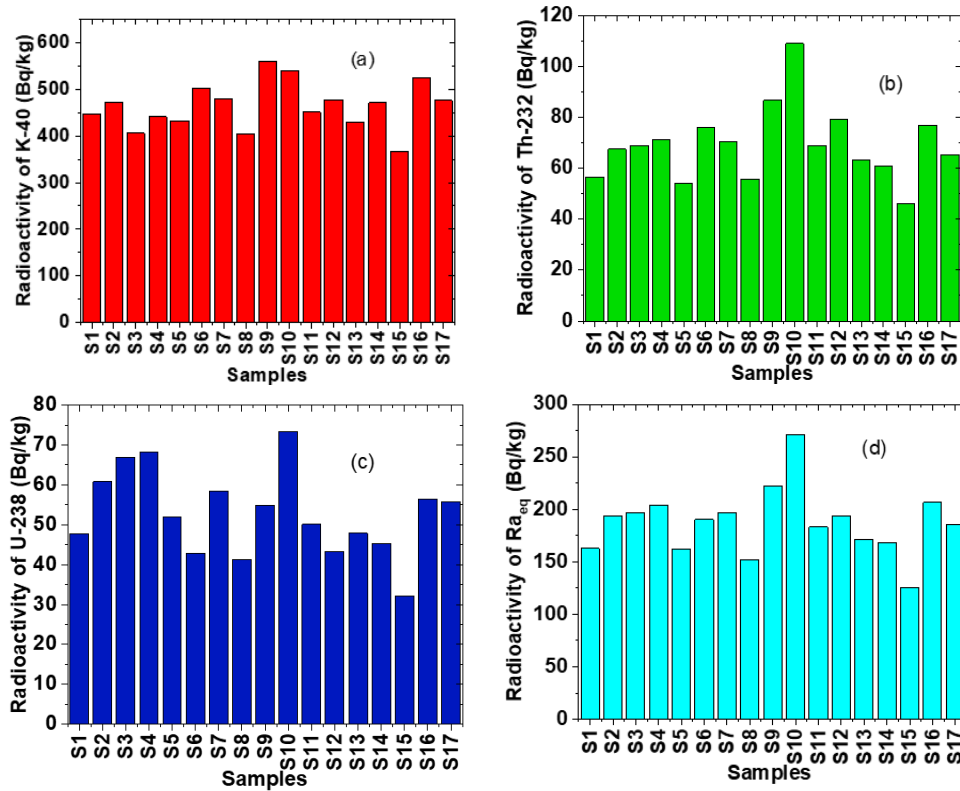 Radioactivity of K-40 (Bq/kg)
600
500
400
300
200
100
0
(a)
S1 S2 S3 S4 S5 S6 S7 S8 S9 S10 S11 S12 S13 S14 S15 S16 S17
Samples
Radioactivity of Th-232 (Bq/kg)
120
100
80
60
40
20
0
(b)
S1 S2 S3 S4 S5 S6 S7 S8 S9 S10 S11 S12 S13 S14 S15 S16 S17
Samples
Radioactivity of U-238 (Bq/kg)
80
70
60
50
40
30
20
10
0
(c)
S1 S2 S3 S4 S5 S6 S7 S8 S9 S10 S11 S12 S13 S14 S15 S16 S17
Samples
Radioactivity of Raeq (Bq/kg)
300
250
200
150
100
50
0
(d)
S1 S2 S3 S4 S5 S6 S7 S8 S9 S10 S11 S12 S13 S14 S15 S16 S17
Samples